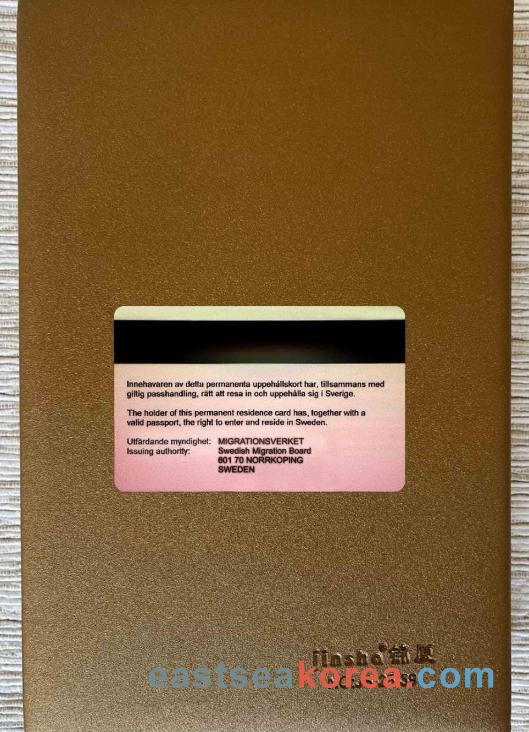 Innehavaren av detta permanenta uppehållskort har, tillsammans med
giltig passhandling, rätt att resa in och uppehålla sig i Sverige.
The holder of this permanent residence card has, together with a
valid passport, the right to enter and reside in Sweden.
Utfärdande myndighet: MIGRATIONSVERKET
Issuing authority: Swedish Migration Board
601 70 NORRKOPING
SWEDEN
jinsha
eastseakorea.com